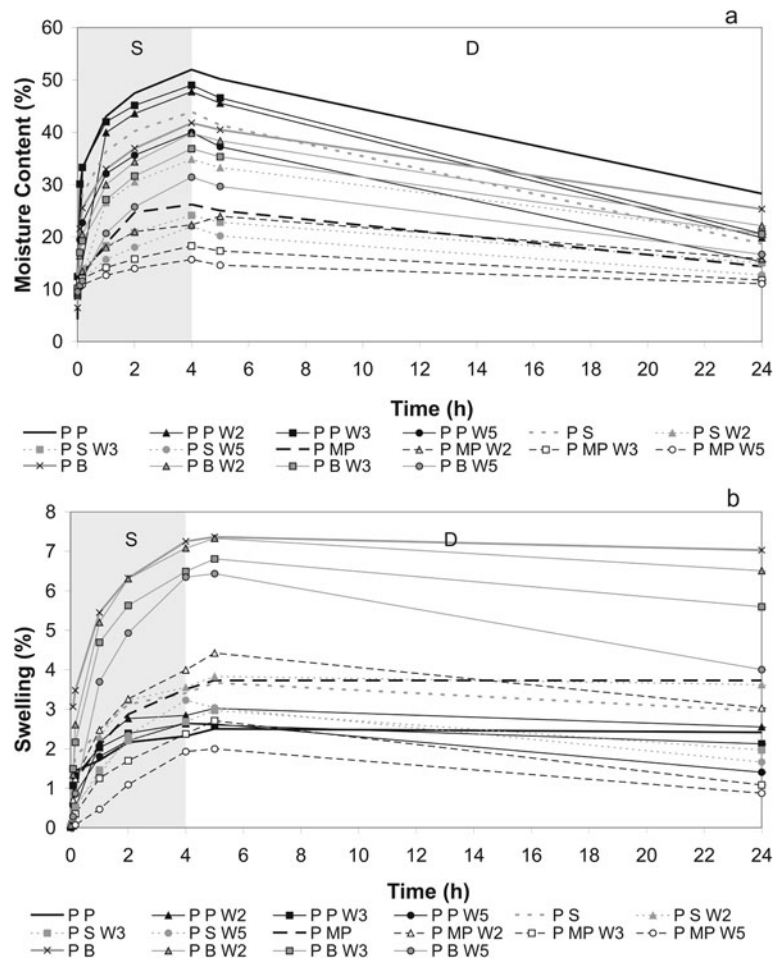 a
60
50
40
30
20
10
0
Moisture Content (%)
S
D
0 2 4 6 8 10 12 14 16 18 20 22 24
Time (h)
P P P P W2 P P W3 P P W5 P S P S W2
P S W3 P S W5 P MP P MP W2 P MP W3 P MP W5
P B P B W2 P B W3 P B W5
b
8
7
6
5
4
3
2
1
0
Swelling (%)
S
D
0 2 4 6 8 10 12 14 16 18 20 22 24
Time (h)
P P P P W2 P P W3 P P W5 P S P S W2
P S W3 P S W5 P MP P MP W2 P MP W3 P MP W5
P B P B W2 P B W3 P B W5